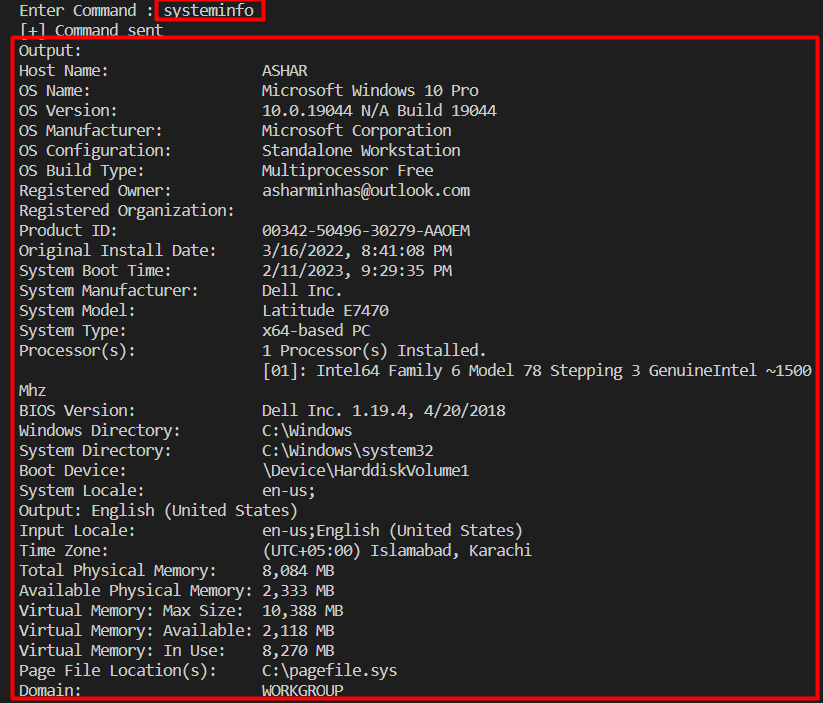 Enter Command : systeminfo
[+] Command sent
Output:
Host Name: ASHAR
OS Name: Microsoft Windows 10 Pro
OS Version: 10.0.19044 N/A Build 19044
OS Manufacturer: Microsoft Corporation
OS Configuration: Standalone Workstation
OS Build Type: Multiprocessor Free
Registered Owner: asharminhas@outlook.com
Registered Organization:
Product ID: 00342-50496-30279-AAOEM
Original Install Date: 3/16/2022, 8:41:08 PM
System Boot Time: 2/11/2023, 9:29:35 PM
System Manufacturer: Dell Inc.
System Model: Latitude E7470
System Type: x64-based PC
Processor(s): 1 Processor(s) Installed.
[01]: Intel64 Family 6 Model 78 Stepping 3 GenuineIntel ~1500
Mhz
BIOS Version: Dell Inc. 1.19.4, 4/20/2018
Windows Directory: C:\Windows
System Directory: C:\Windows\system32
Boot Device: \Device\HarddiskVolume1
System Locale: en-us;
Output: English (United States)
Input Locale: en-us;English (United States)
Time Zone: (UTC+05:00) Islamabad, Karachi
Total Physical Memory: 8,084 MB
Available Physical Memory: 2,333 MB
Virtual Memory: Max Size: 10,388 MB
Virtual Memory: Available: 2,118 MB
Virtual Memory: In Use: 8,270 MB
Page File Location(s): C:\pagefile.sys
Domain: WORKGROUP